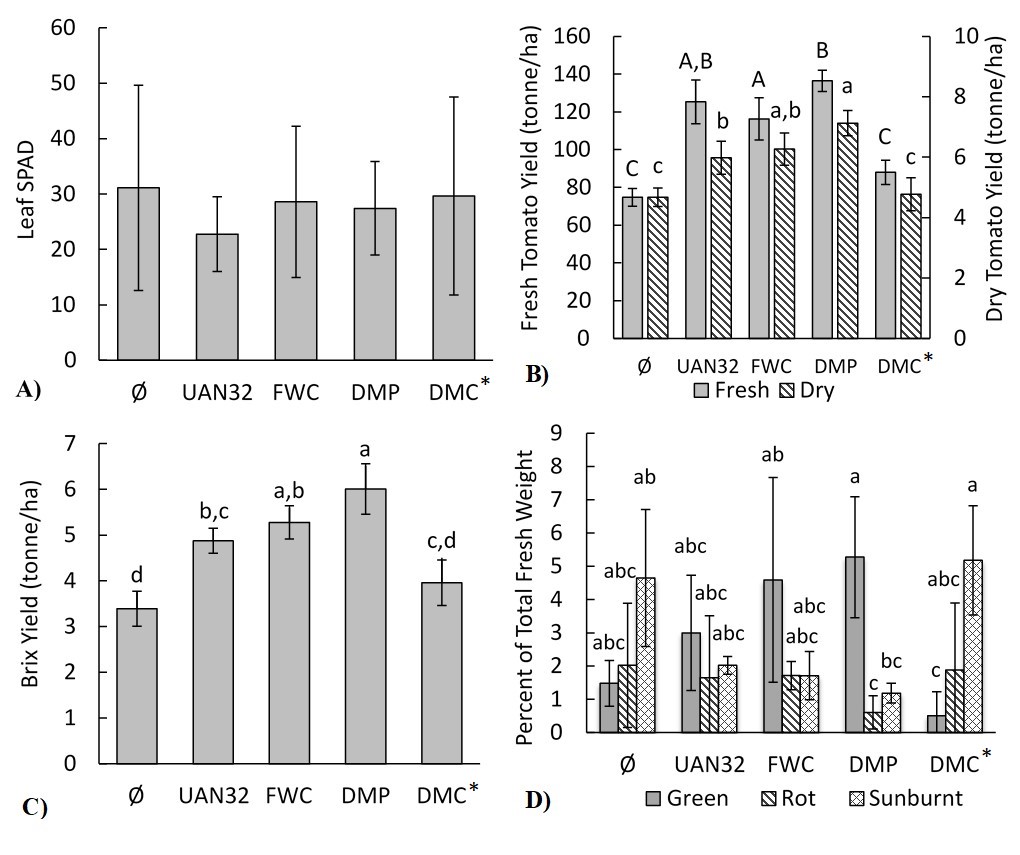 60
50
40
30
20
10
0
Leaf SPAD
Ø UAN32 FWC DMP DMC*
A)
160
140
120
100
80
60
40
20
0
Fresh Tomato Yield (tonne/ha)
10
8
6
4
2
0
Dry Tomato Yield (tonne/ha)
C c A,B b A a,b B a C c
Ø UAN32 FWC DMP DMC*
Fresh Dry
B)
7
6
5
4
3
2
1
0
Brix Yield (tonne/ha)
d b,c a,b a c,d
Ø UAN32 FWC DMP DMC*
C)
9
8
7
6
5
4
3
2
1
0
Percent of Total Fresh Weight
abc abc ab abc abc abc ab abc abc a c bc c abc a
Ø UAN32 FWC DMP DMC*
Green Rot Sunburnt
D)